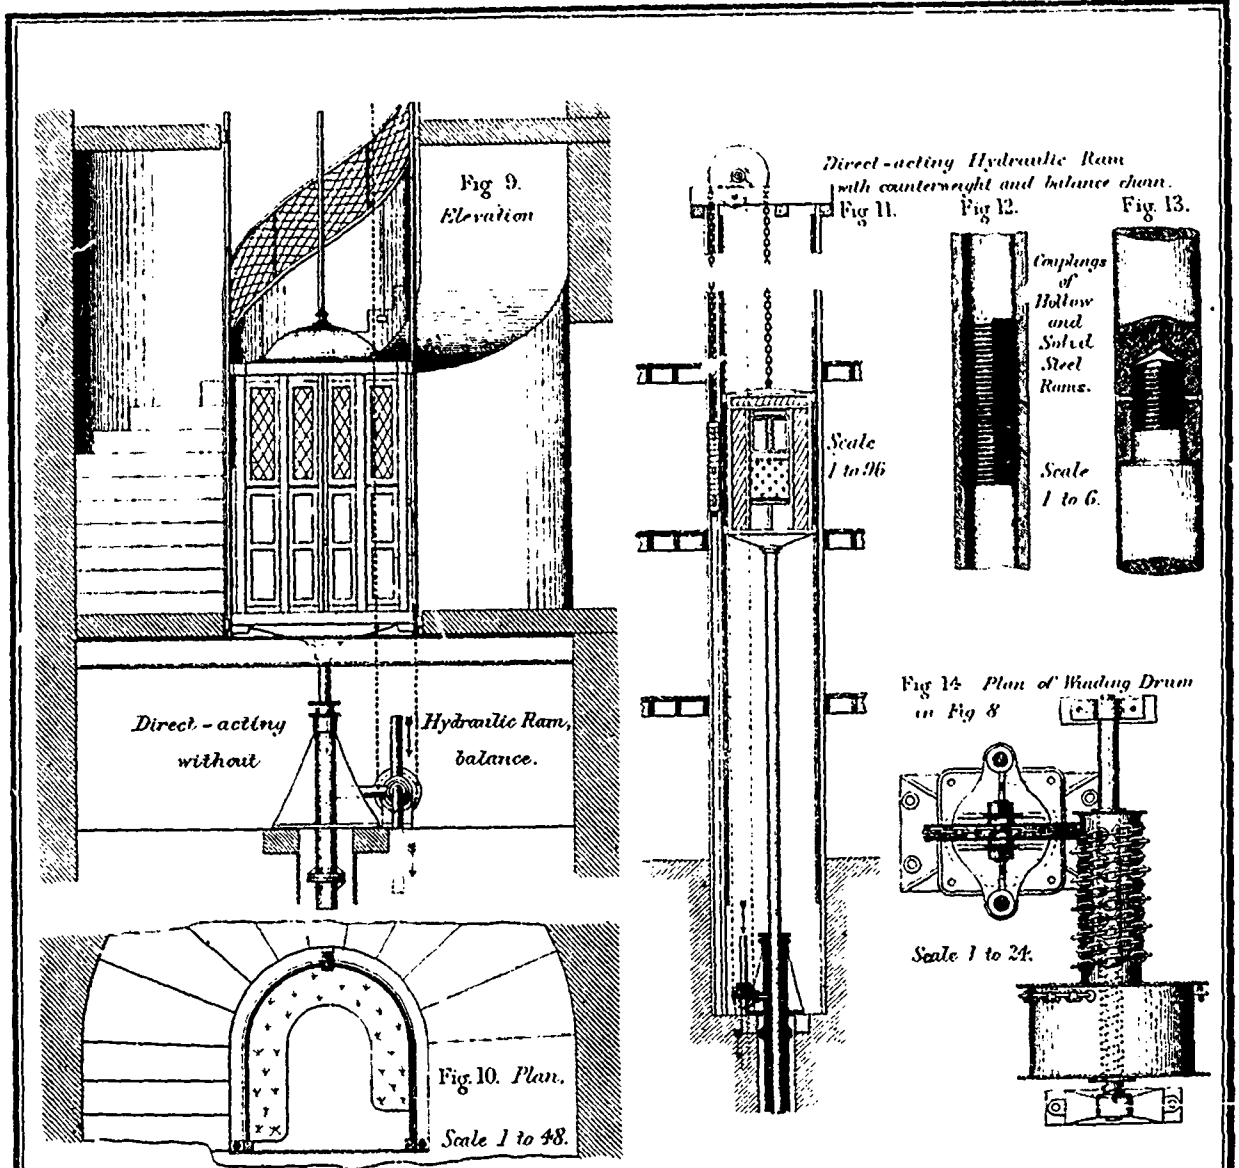 Fig 9.
Elevation
Direct-acting Hydraulic Ram,
without balance.
Fig. 10. Plan.
Scale 1 to 48.
Direct-acting Hydraulic Ram
with counterweight and balance chain.
Fig 11.
Scale
1 to 96
Fig 12.
Fig. 13.
Couplings
of
Hollow
and
Solid
Steel
Rams.
Scale
1 to 6.
Fig 14 Plan of Winding Drum
in Fig 8
Scale 1 to 24.